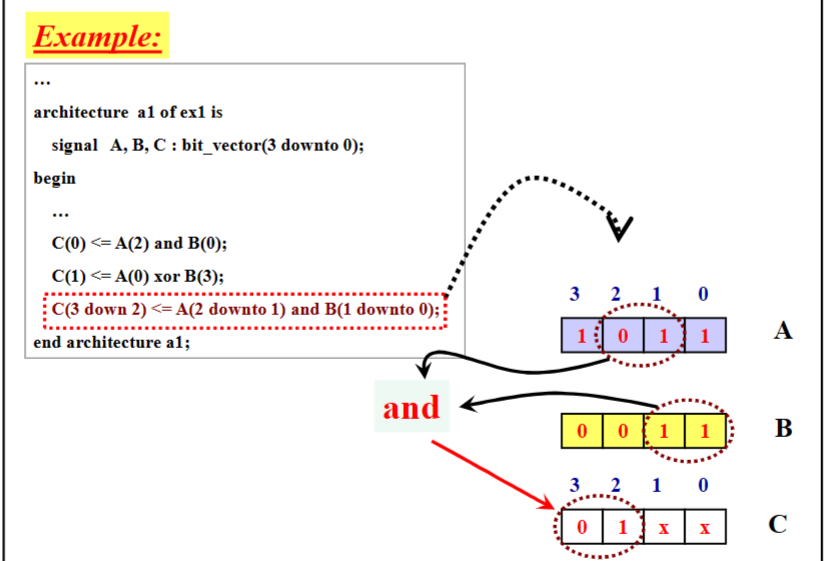 Example:
...
architecture a1 of ex1 is
signal A, B, C : bit_vector(3 downto 0);
begin
...
C(0) <= A(2) and B(0);
C(1) <= A(0) xor B(3);
C(3 down 2) <= A(2 downto 1) and B(1 downto 0);
end architecture a1;
3 2 1 0
1 0 1 1 A
and
0 0 1 1 B
3 2 1 0
0 1 x x C